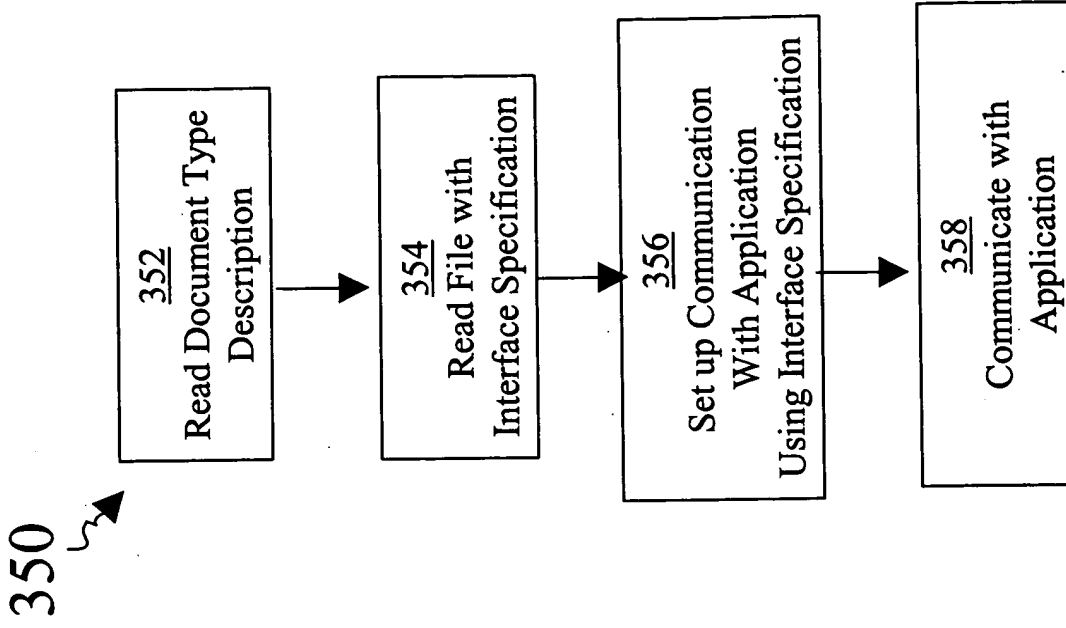 350
352
Read Document Type
Description
354
Read File with
Interface Specification
356
Set up Communication
With Application
Using Interface Specification
358
Communicate with
Application